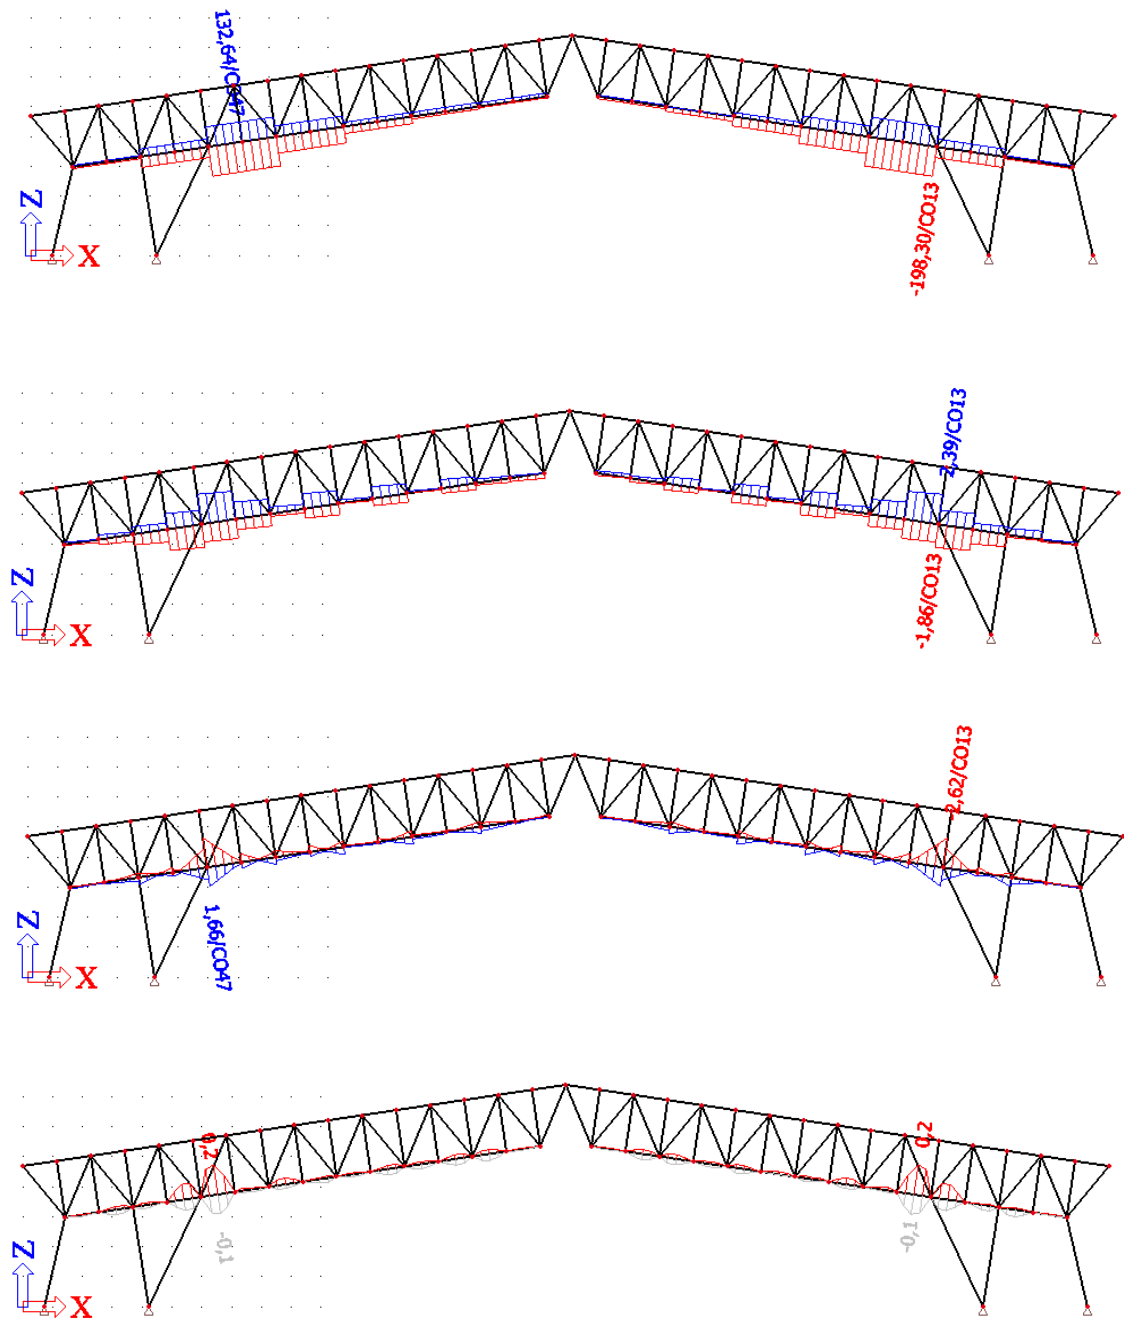 132,64/CO47
Z
X
-198,30/CO13
2,39/CO13
Z
X
-1,86/CO13
-2,62/CO13
1,66/CO47
Z
X
0,2
0,2
-0,1
-0,1
Z
X